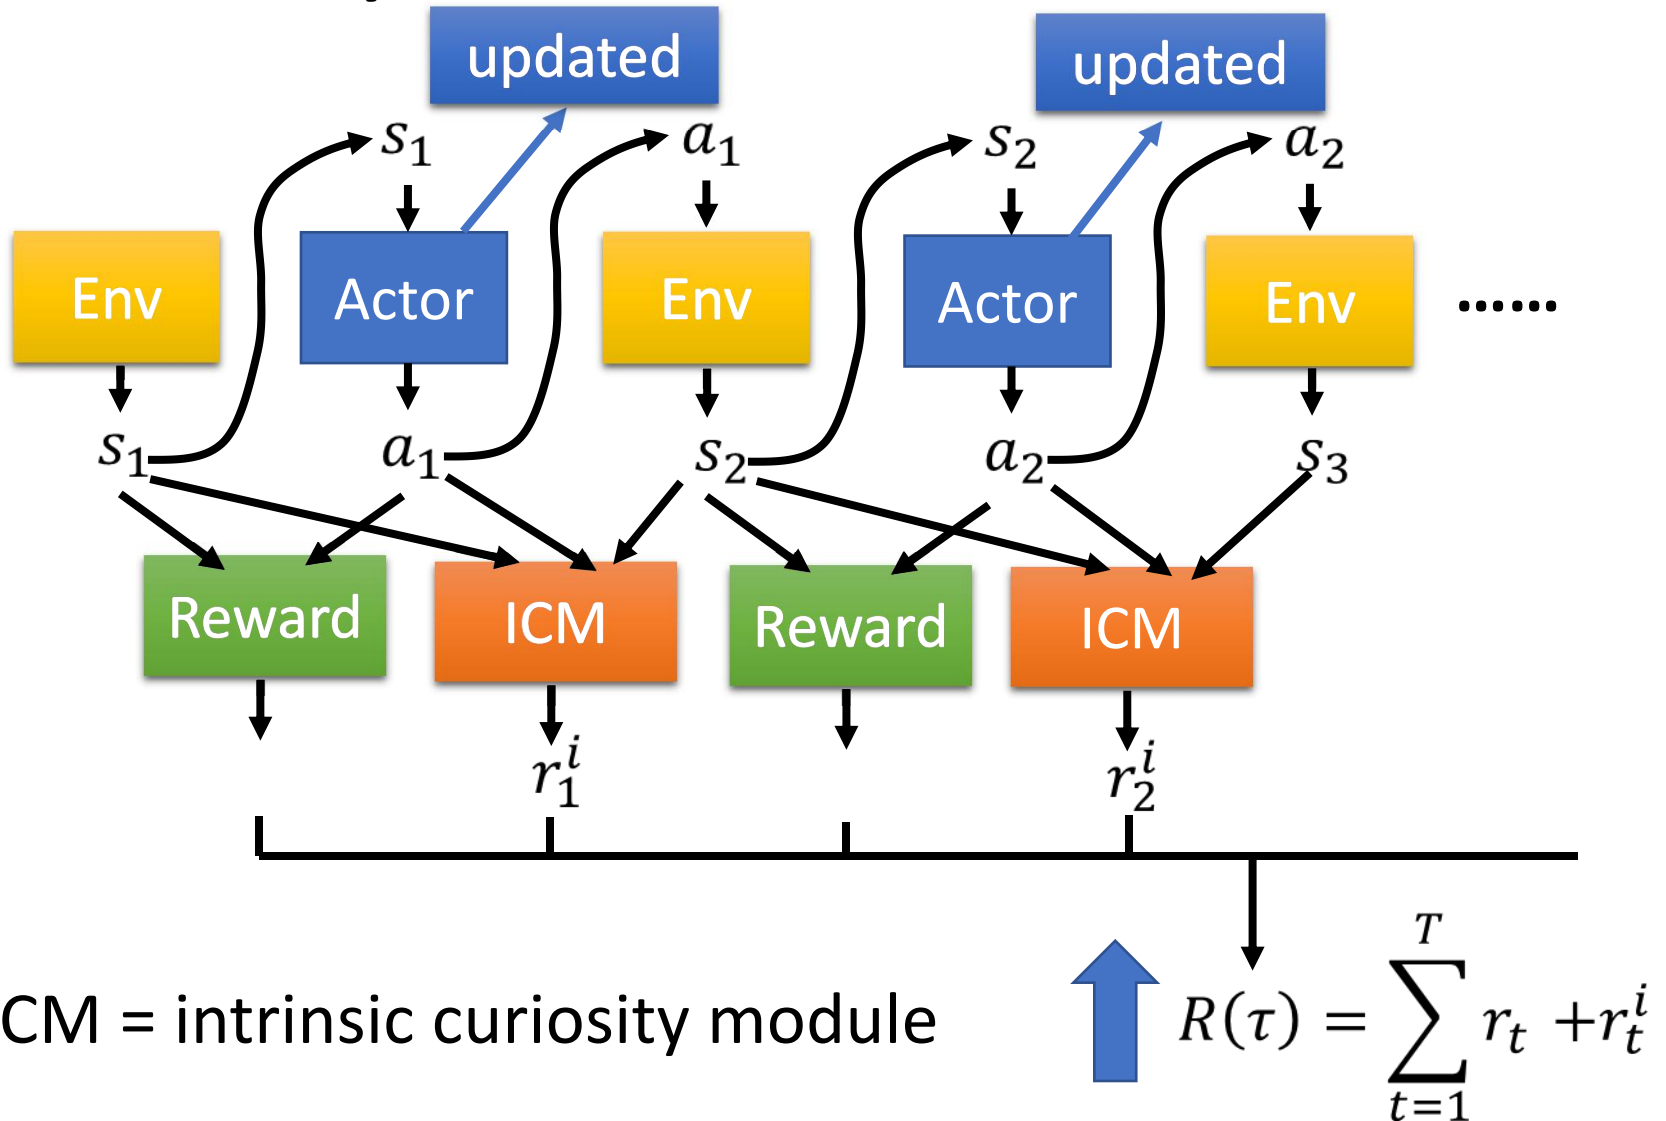 updated updated
s₁ a₁ s₂ a₂
Env Actor Env Actor Env ......
s₁ a₁ s₂ a₂ s₃
Reward ICM Reward ICM
r₁ⁱ r₂ⁱ
CM = intrinsic curiosity module
R(τ) = ∑ₜ₌₁ᵀ rₜ +rₜⁱ